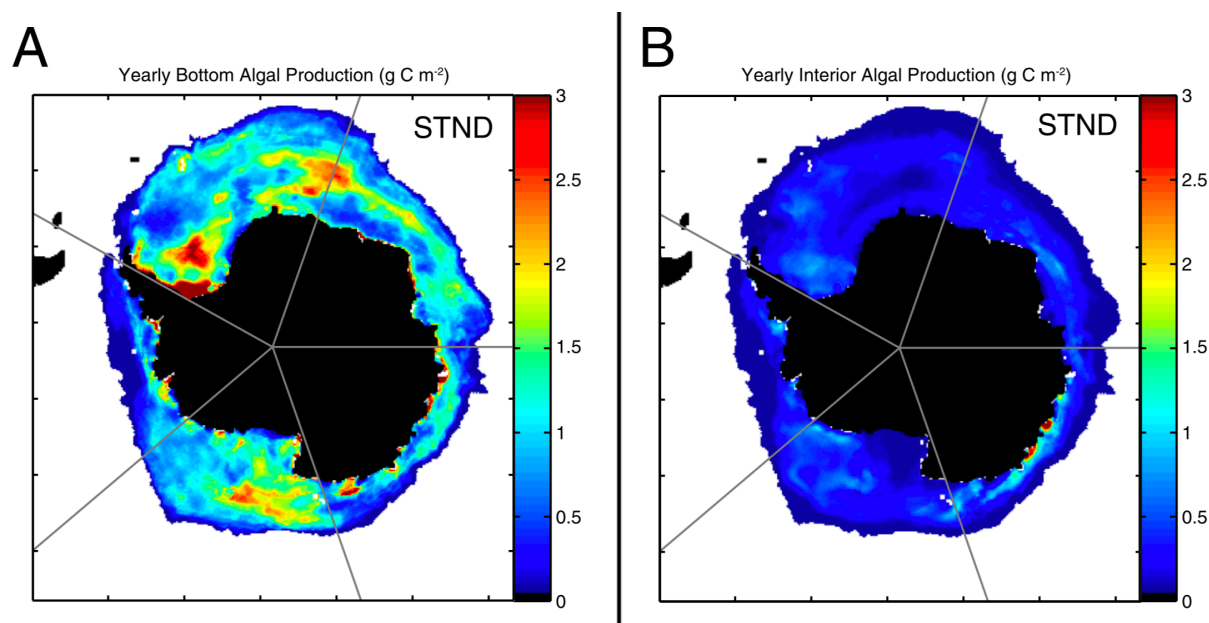 A
Yearly Bottom Algal Production (g C m⁻²)
STND
3
2.5
2
1.5
1
0.5
0
B
Yearly Interior Algal Production (g C m⁻²)
STND
3
2.5
2
1.5
1
0.5
0